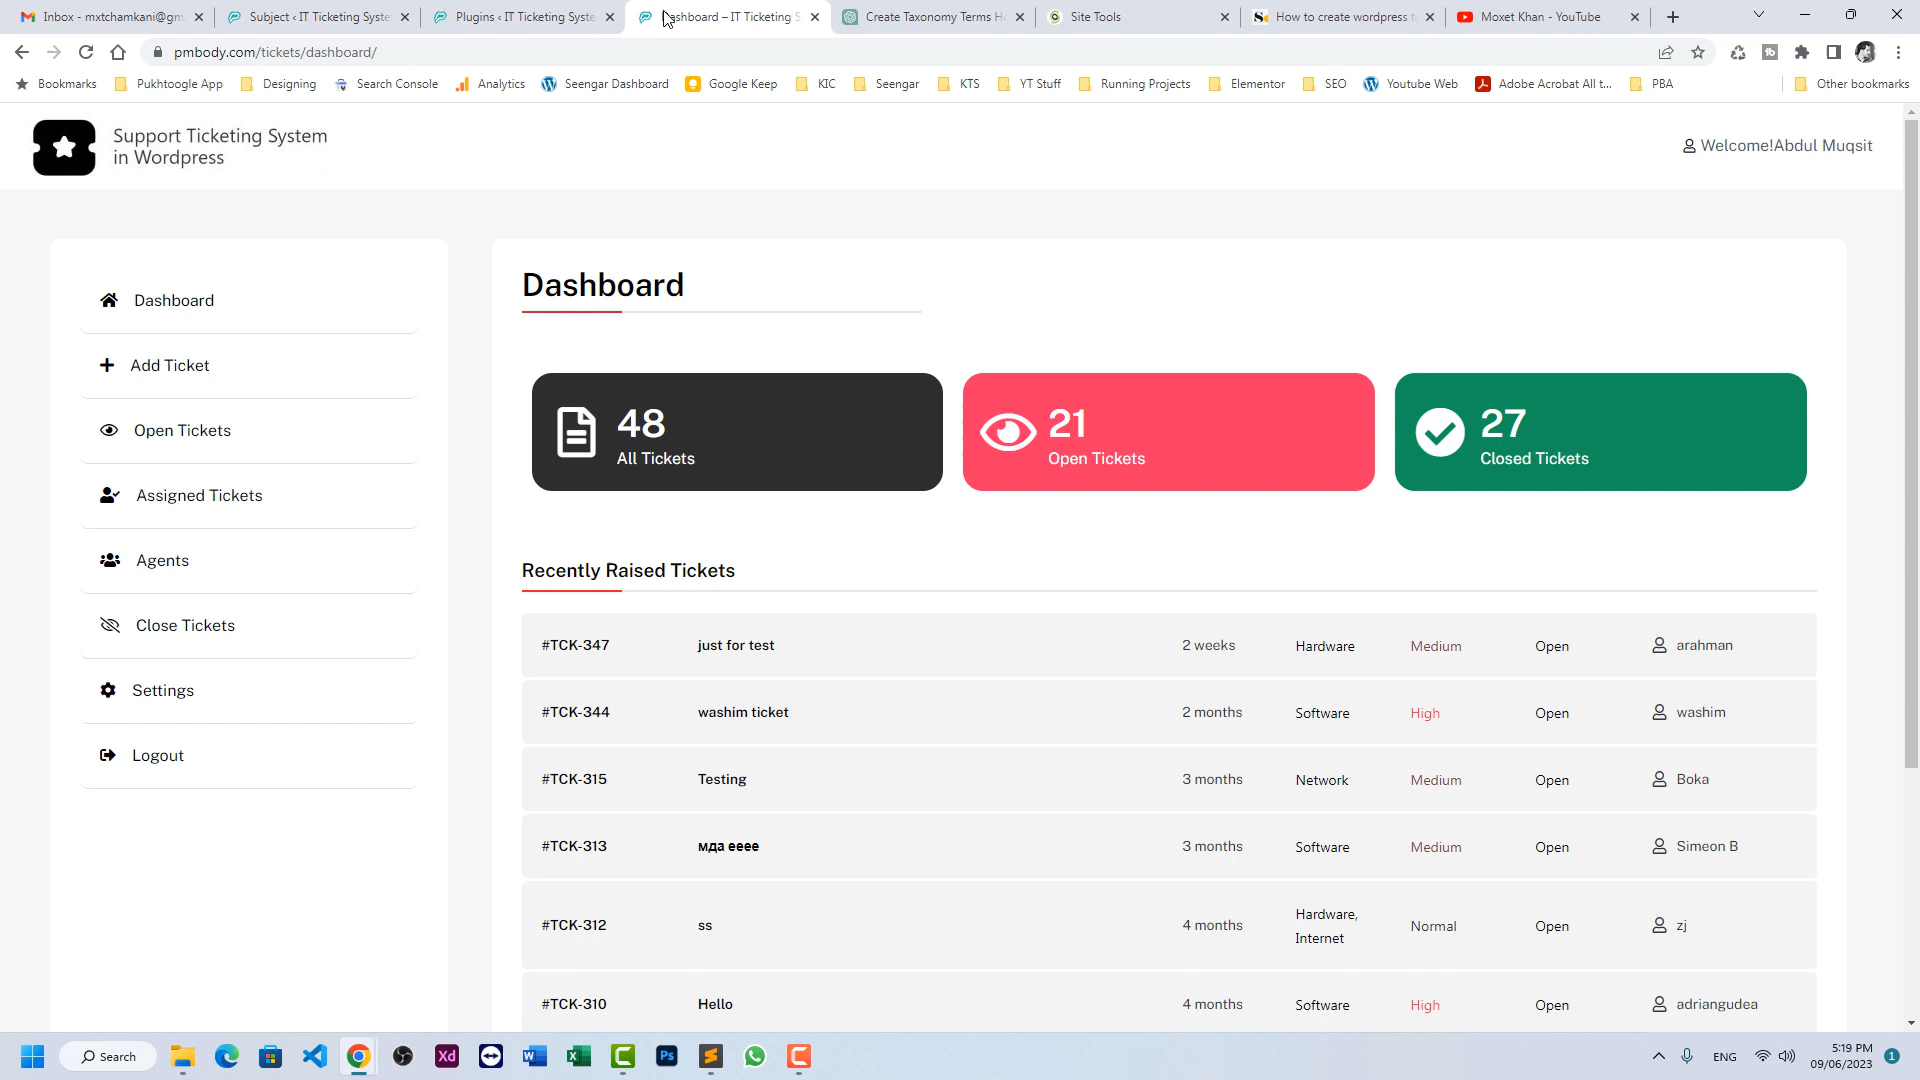 Inbox - mxtchamkani@gm
Subject ‹ IT Ticketing Syste
Plugins ‹ IT Ticketing Syste
Dashboard – IT Ticketing S
Create Taxonomy Terms H
Site Tools
How to create wordpress t
Moxet Khan - YouTube
pmbody.com/tickets/dashboard/
Bookmarks
Pukhtoogle App
Designing
Search Console
Analytics
Seengar Dashboard
Google Keep
KIC
Seengar
KTS
YT Stuff
Running Projects
Elementor
SEO
Youtube Web
Adobe Acrobat All t...
PBA
Other bookmarks
Support Ticketing System
in Wordpress
Welcome!Abdul Muqsit
Dashboard
Add Ticket
Open Tickets
Assigned Tickets
Agents
Close Tickets
Settings
Logout
Dashboard
48
All Tickets
21
Open Tickets
27
Closed Tickets
Recently Raised Tickets
#TCK-347 just for test 2 weeks Hardware Medium Open arahman
#TCK-344 washim ticket 2 months Software High Open washim
#TCK-315 Testing 3 months Network Medium Open Boka
#TCK-313 мда ееее 3 months Software Medium Open Simeon B
#TCK-312 ss 4 months Hardware, Internet Normal Open zj
#TCK-310 Hello 4 months Software High Open adriangudea
Search
ENG
5:19 PM
09/06/2023
1